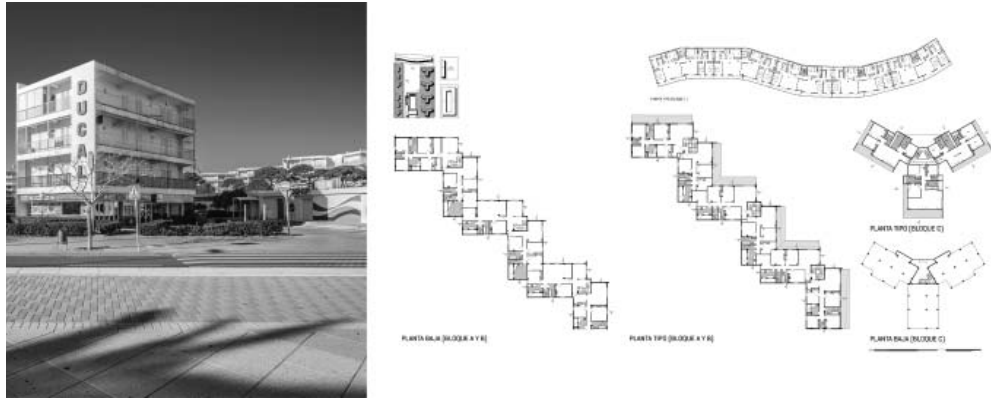 DUCAL
PLANTA BAJA [BLOQUE A Y B]
PLANTA TIPO [BLOQUE A Y B]
PLANTA TIPO [BLOQUE C]
PLANTA BAJA [BLOQUE C]